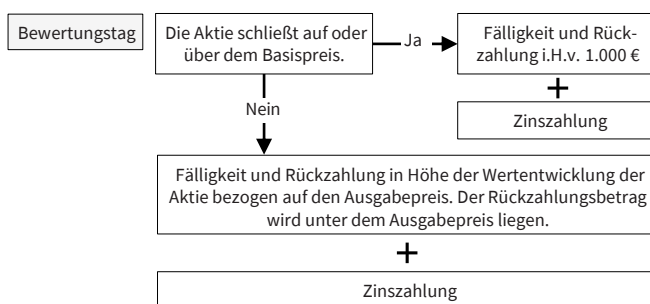 Bewertungstag
Die Aktie schließt auf oder
über dem Basispreis.
Ja
Fälligkeit und Rück-
zahlung i.H.v. 1.000 €
+
Zinszahlung
Nein
Fälligkeit und Rückzahlung in Höhe der Wertentwicklung der
Aktie bezogen auf den Ausgabepreis. Der Rückzahlungsbetrag
wird unter dem Ausgabepreis liegen.
+
Zinszahlung